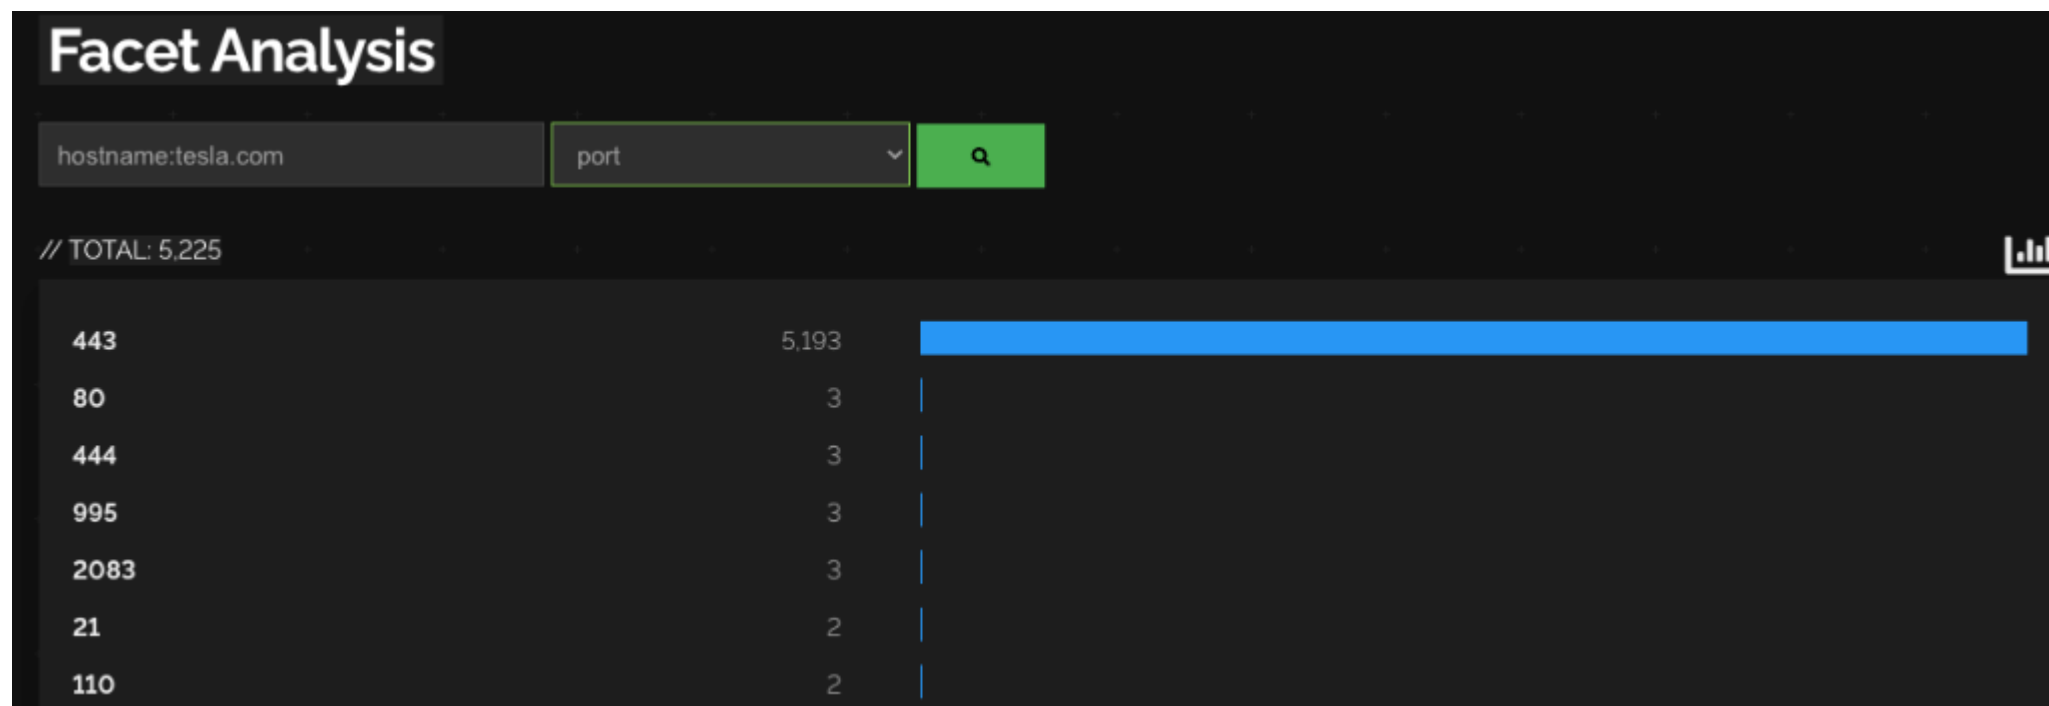 Facet Analysis
hostname:tesla.com port
// TOTAL: 5,225
443 5,193
80 3
444 3
995 3
2083 3
21 2
110 2